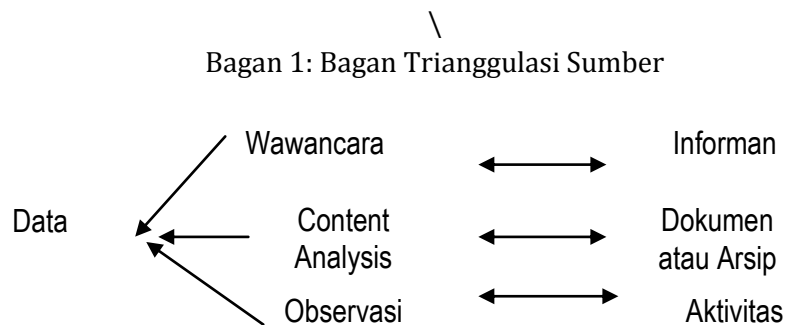 \
Bagan 1: Bagan Trianggulasi Sumber
Wawancara Informan
Data Content Analysis Dokumen atau Arsip
Observasi Aktivitas